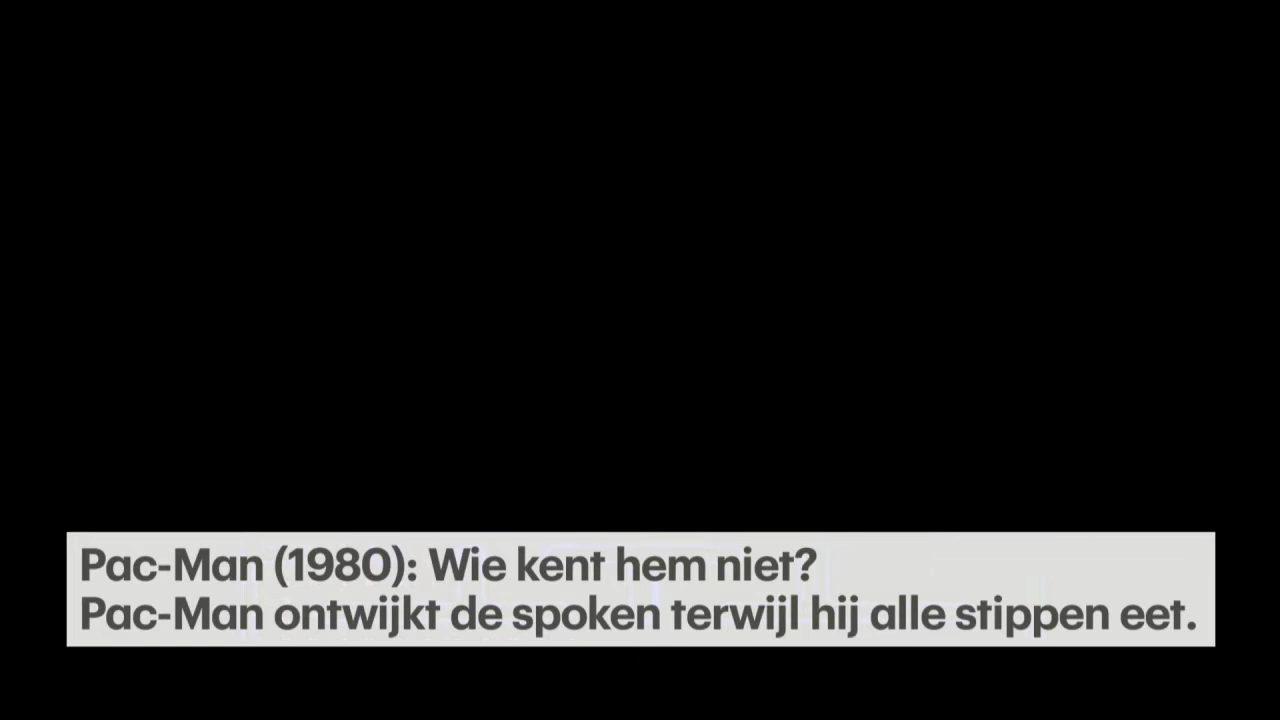 Pac-Man (1980): Wie kent hem niet?
Pac-Man ontwijkt de spoken terwijl hij alle stippen eet.